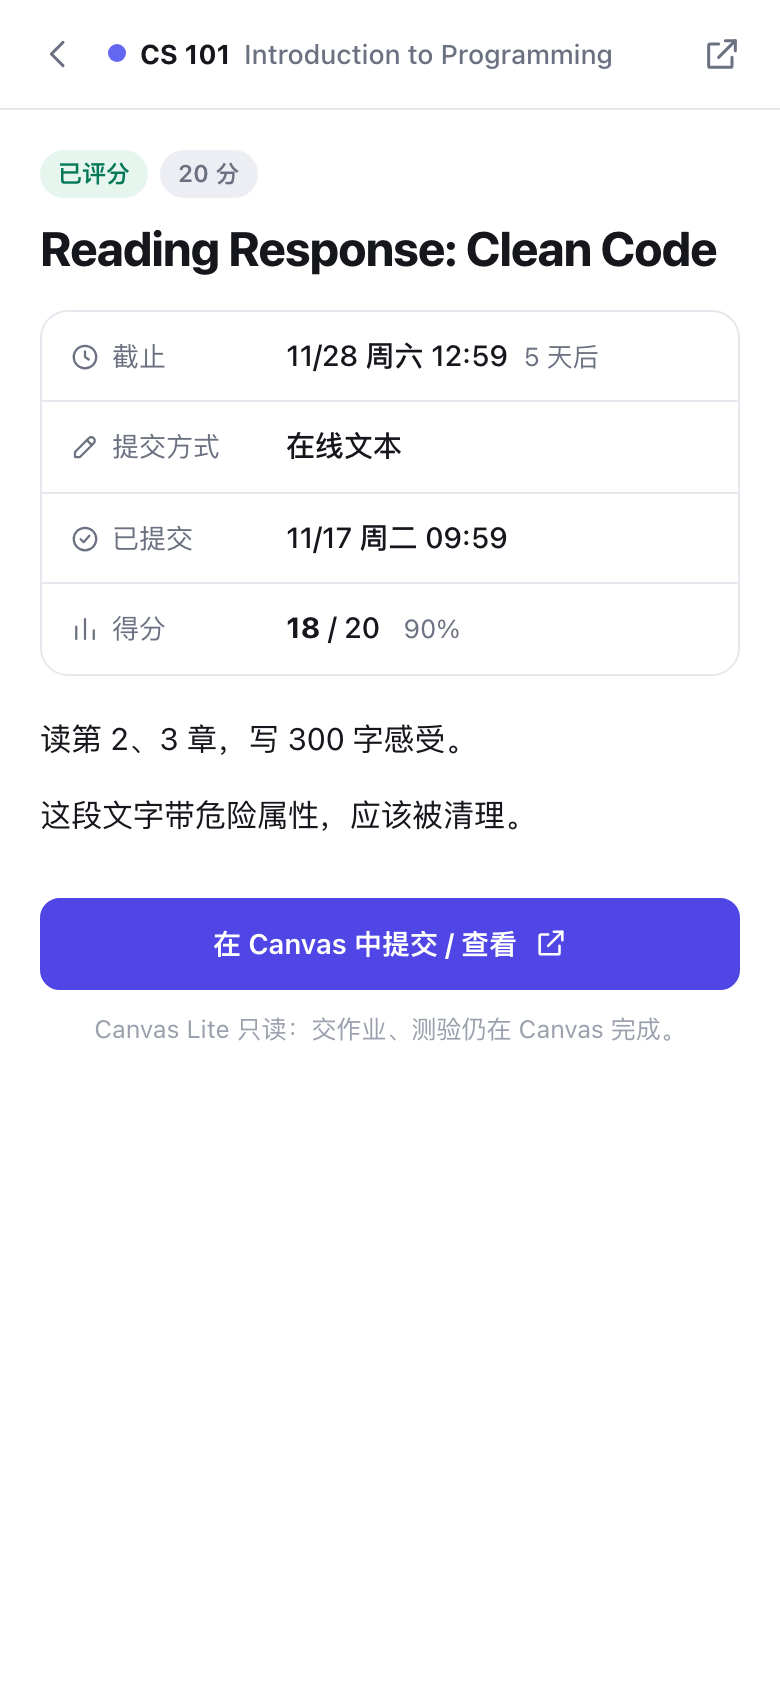 CS 101 Introduction to Programming
已评分 20 分
Reading Response: Clean Code
截止 11/28 周六 12:59 5 天后
提交方式 在线文本
已提交 11/17 周二 09:59
得分 18 / 20 90%
读第 2、3 章，写 300 字感受。
这段文字带危险属性，应该被清理。
在 Canvas 中提交 / 查看
Canvas Lite 只读：交作业、测验仍在 Canvas 完成。